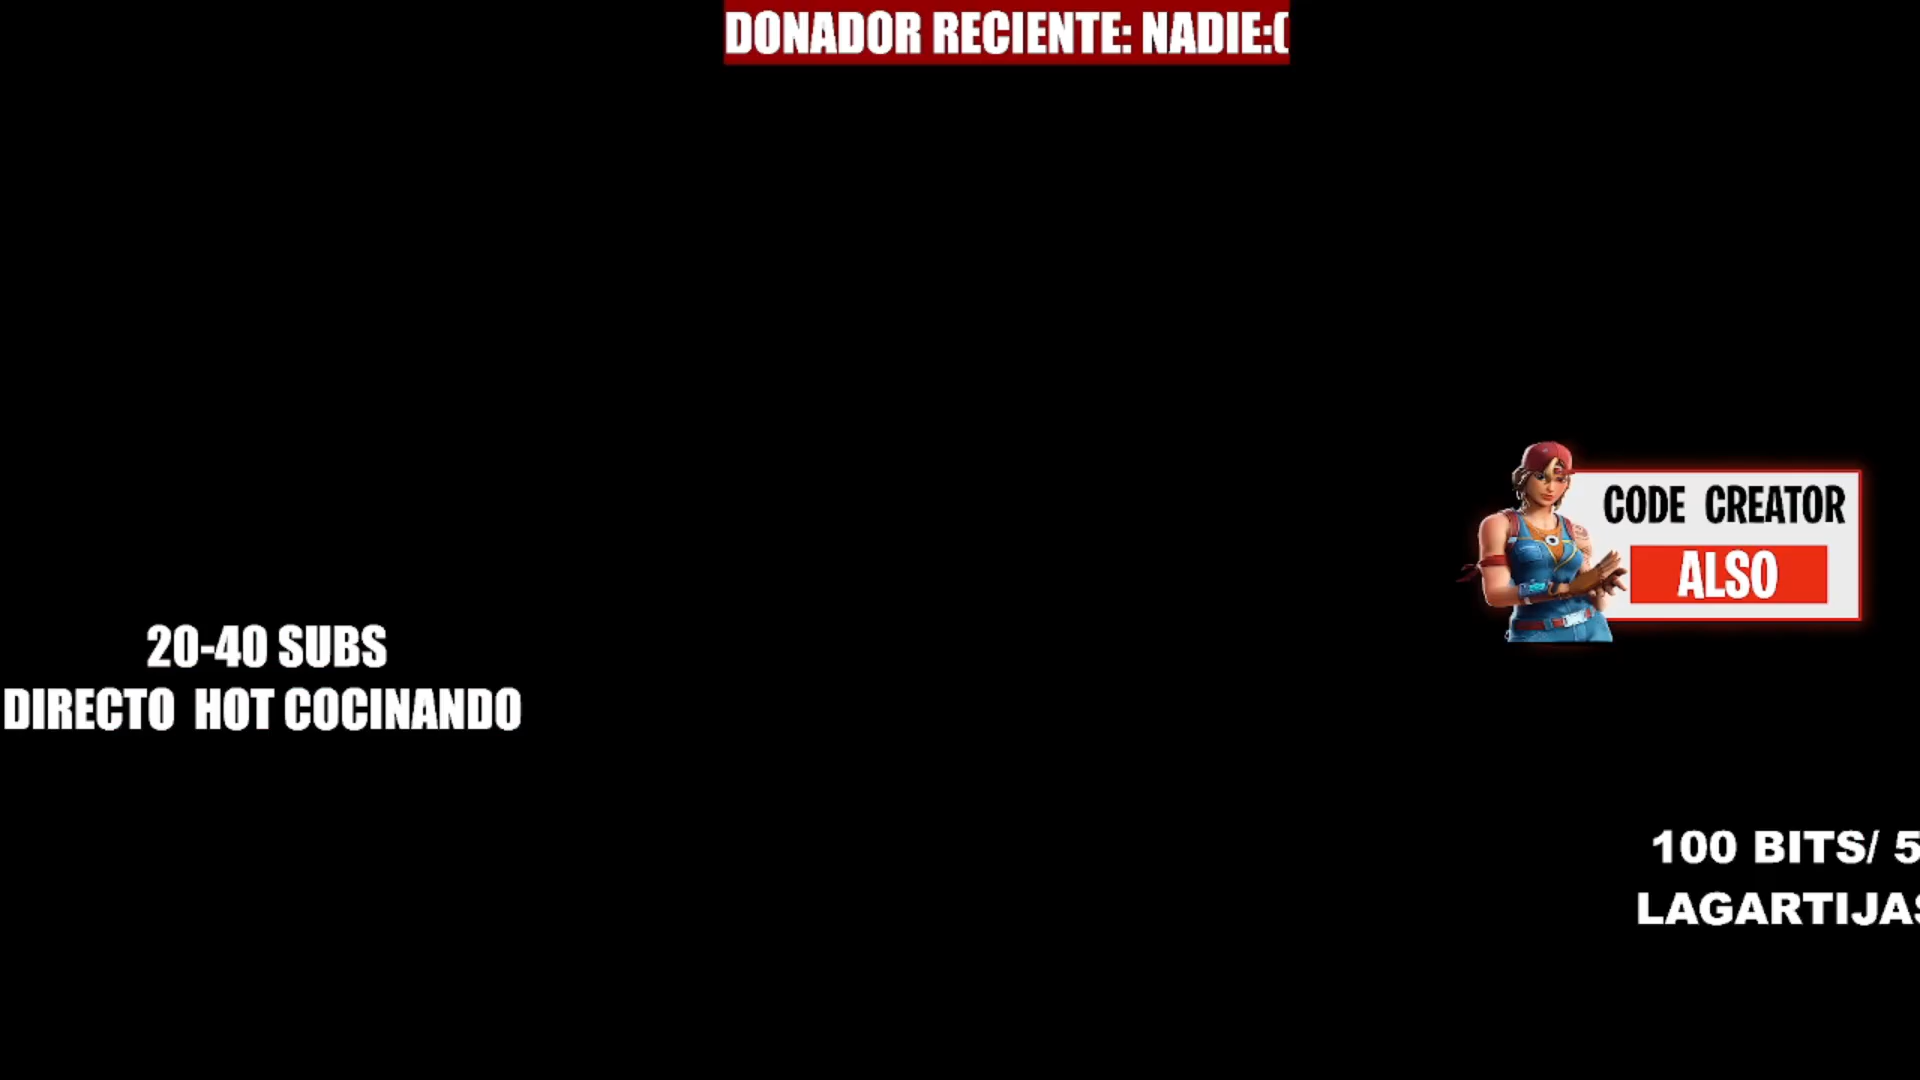 DONADOR RECIENTE: NADIE:(
CODE CREATOR
ALSO
20-40 SUBS
DIRECTO HOT COCINANDO
100 BITS/ 5
LAGARTIJAS